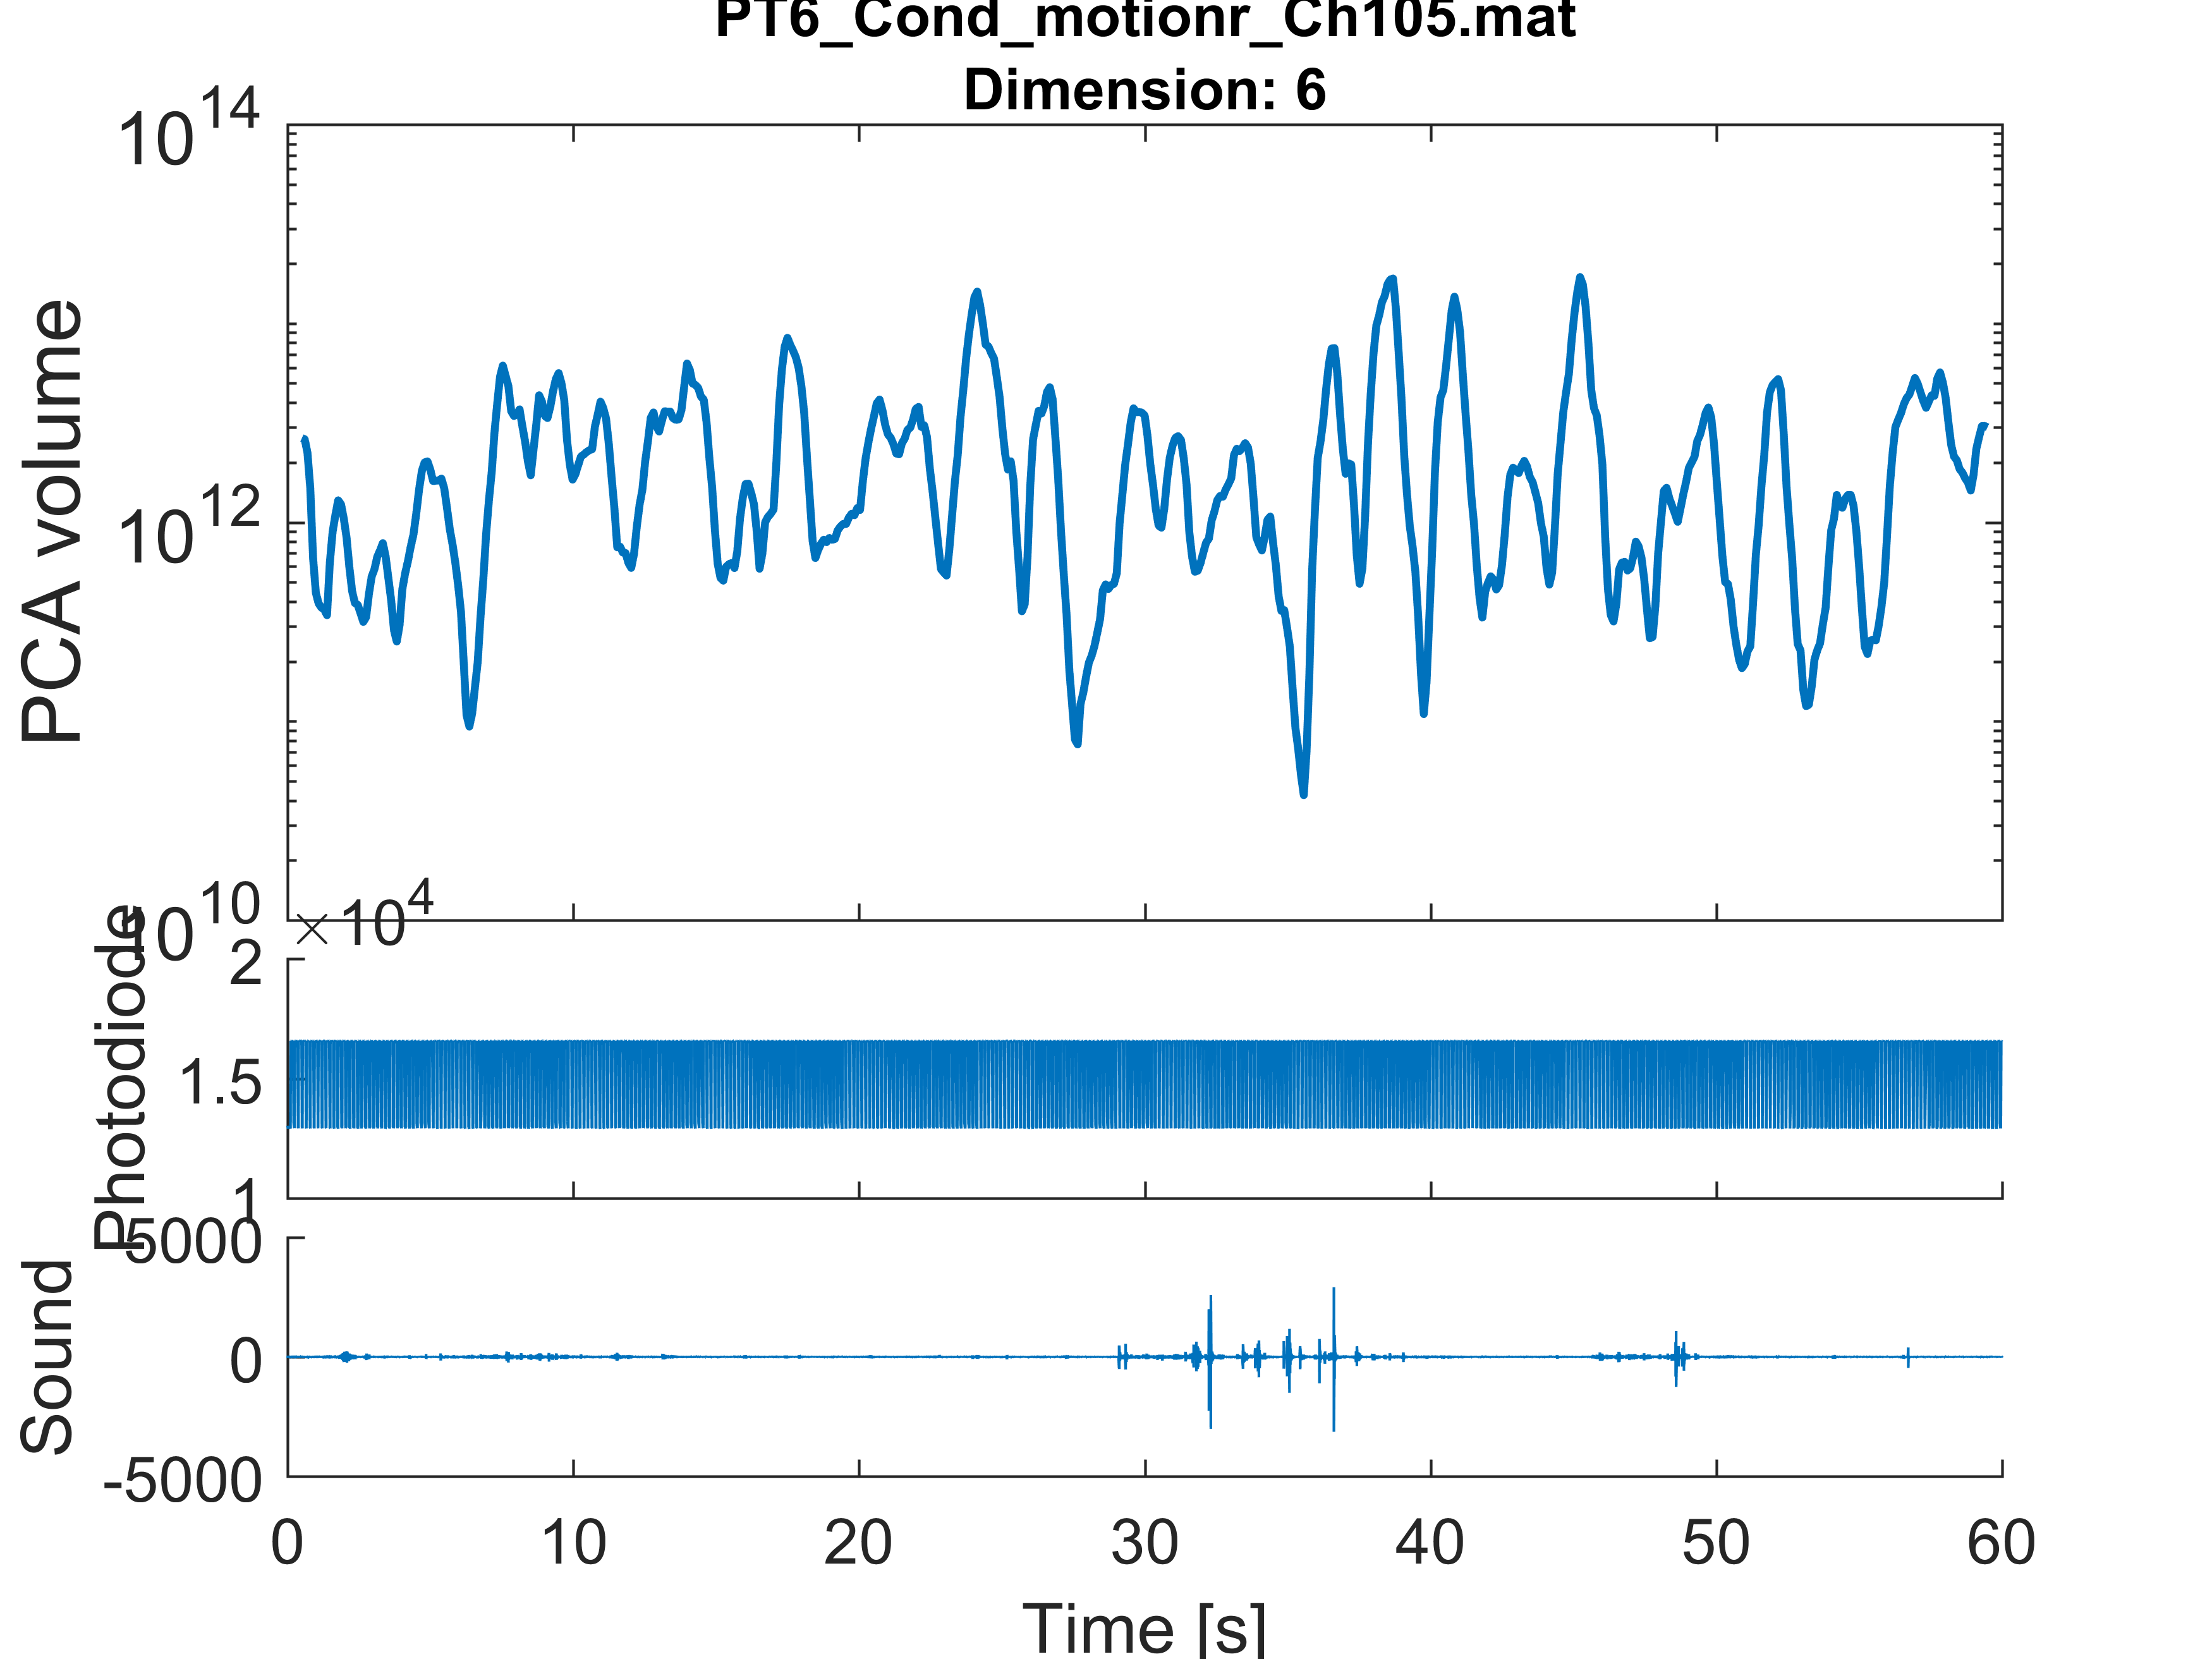 PT6_Cond_motionr_Ch105.mat
Dimension: 6
10^14
10^12
10^10
PCA volume
×10^4
2
1.5
1
Photodiode
5000
0
-5000
Sound
0 10 20 30 40 50 60
Time [s]